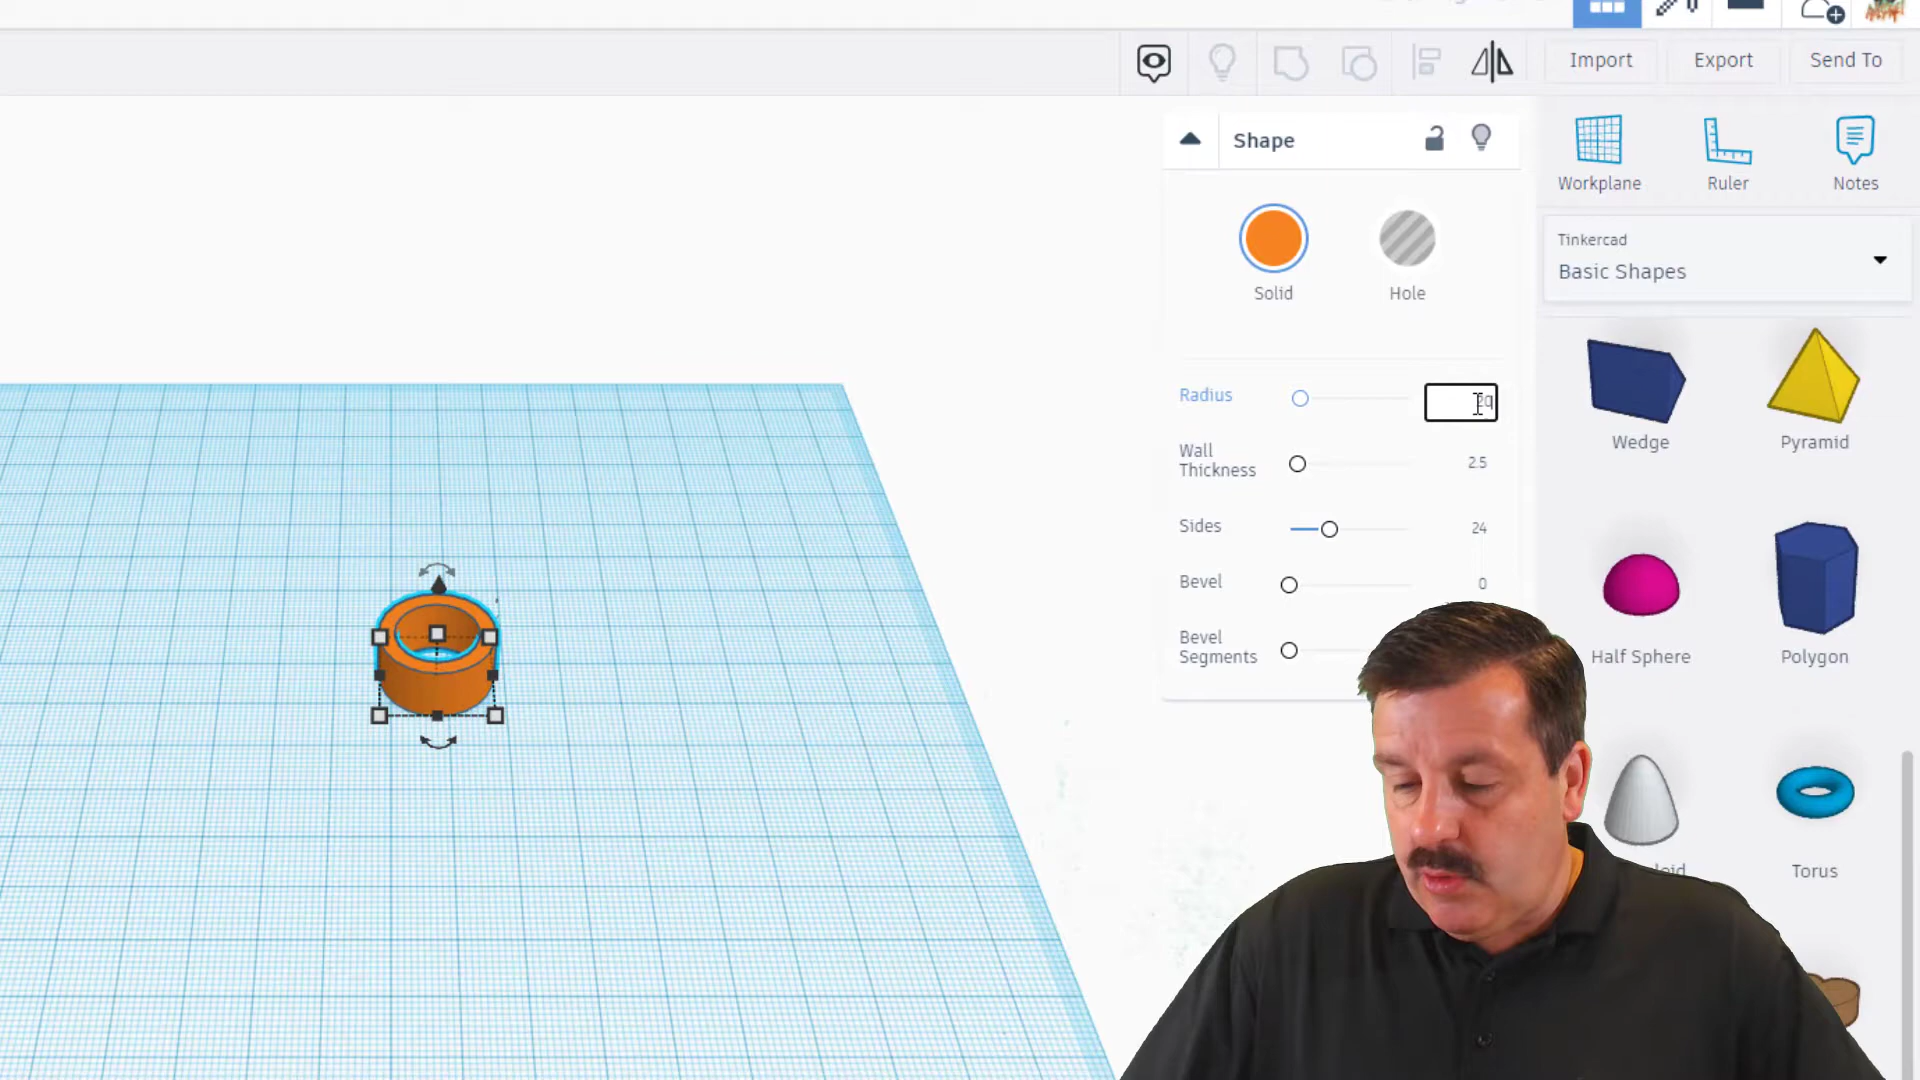 Import Export Send To
Shape
Workplane Ruler Notes
Solid Hole
Tinkercad
Basic Shapes
Radius 20
Wall
Thickness 2.5
Wedge Pyramid
Sides 24
Bevel 0
Bevel
Segments
Half Sphere Polygon
Torus